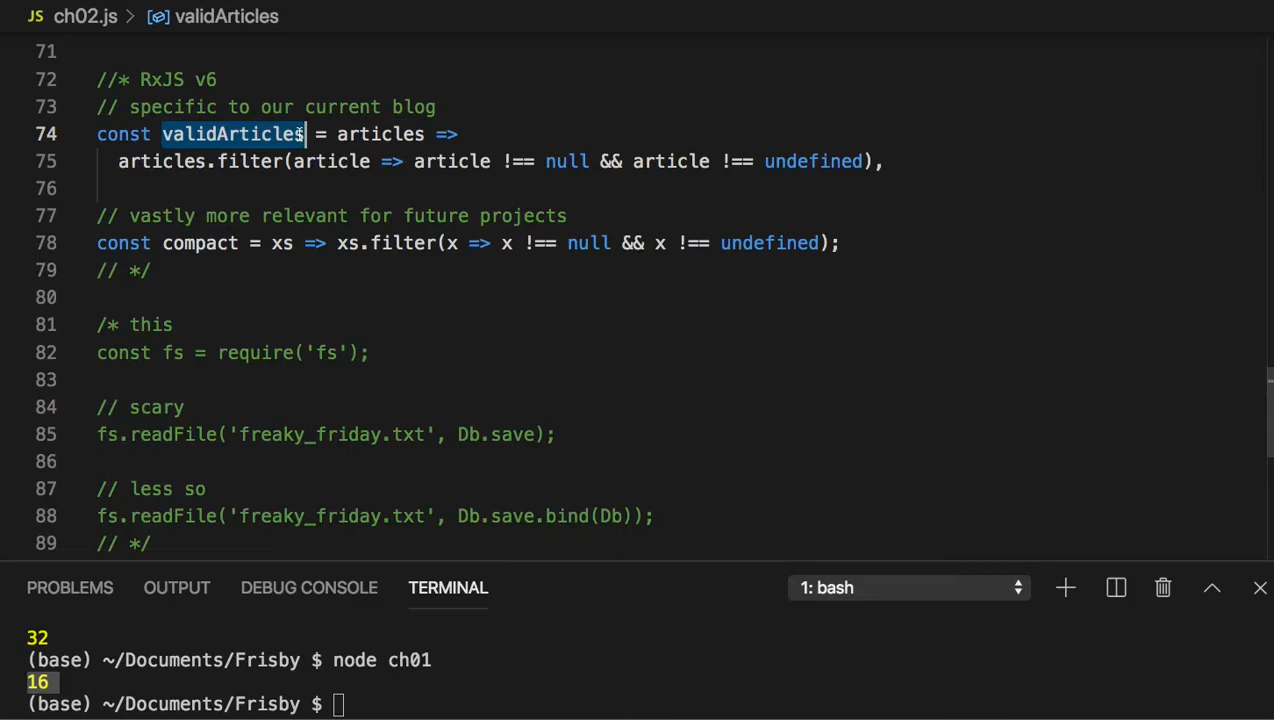 JS ch02.js > validArticles
71
72 //* RxJS v6
73 // specific to our current blog
74 const validArticles = articles =>
75 articles.filter(article => article !== null && article !== undefined),
76
77 // vastly more relevant for future projects
78 const compact = xs => xs.filter(x => x !== null && x !== undefined);
79 // */
80
81 /* this
82 const fs = require('fs');
83
84 // scary
85 fs.readFile('freaky_friday.txt', Db.save);
86
87 // less so
88 fs.readFile('freaky_friday.txt', Db.save.bind(Db));
89 // */
PROBLEMS OUTPUT DEBUG CONSOLE TERMINAL 1: bash
32
(base) ~/Documents/Frisby $ node ch01
16
(base) ~/Documents/Frisby $